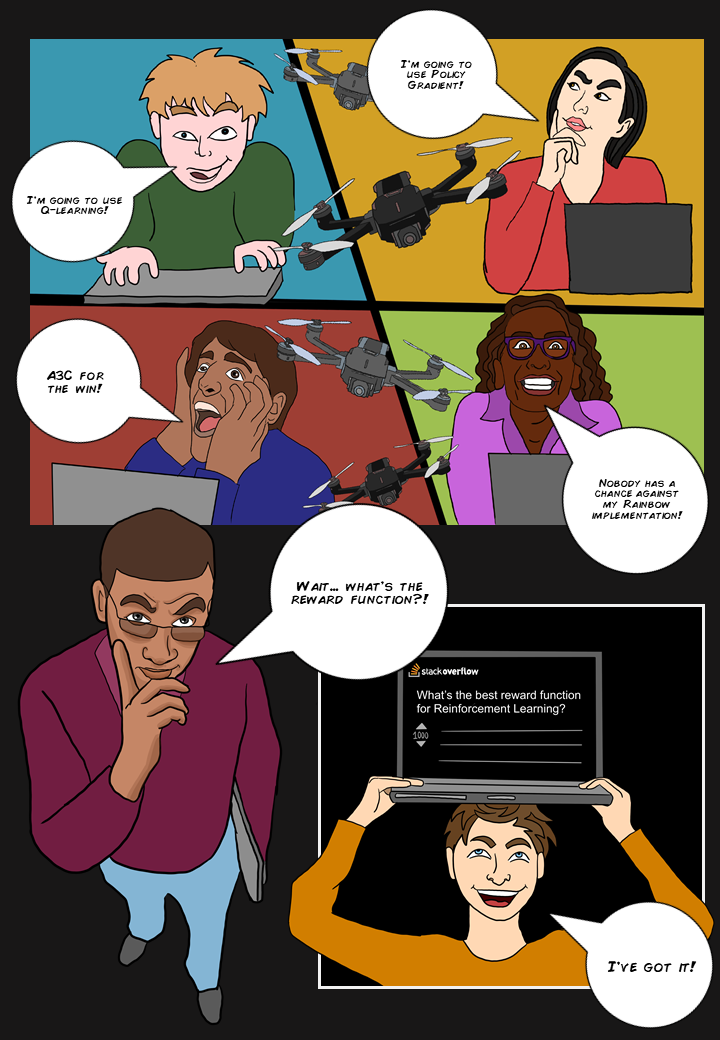 I'm going to
use Policy
Gradient!
I'm going to use
Q-learning!
A3C for
the win!
Nobody has a
chance against
my Rainbow
implementation!
Wait... what's the
reward function?!
stackoverflow
What's the best reward function
for Reinforcement Learning?
1000
I've got it!